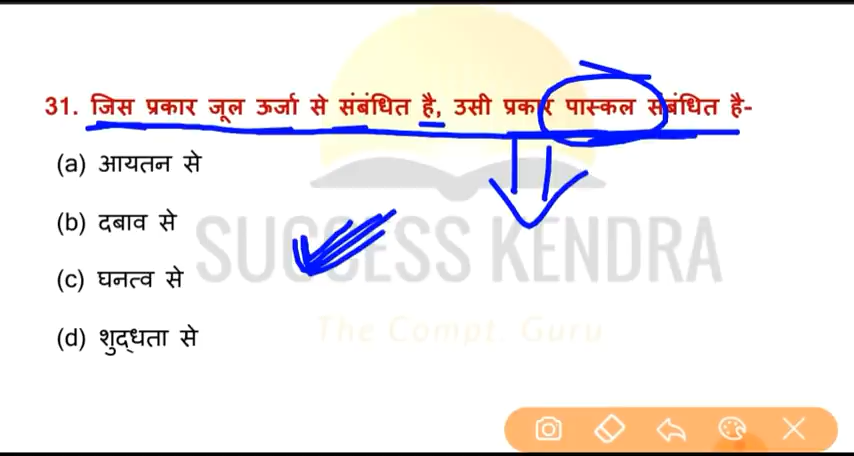 31. जिस प्रकार जूल ऊर्जा से संबंधित है, उसी प्रकार पास्कल संबंधित है-
(a) आयतन से
(b) दबाव से
SUCCESS KENDRA
(c) घनत्व से
The Compt. Guru
(d) शुद्धता से